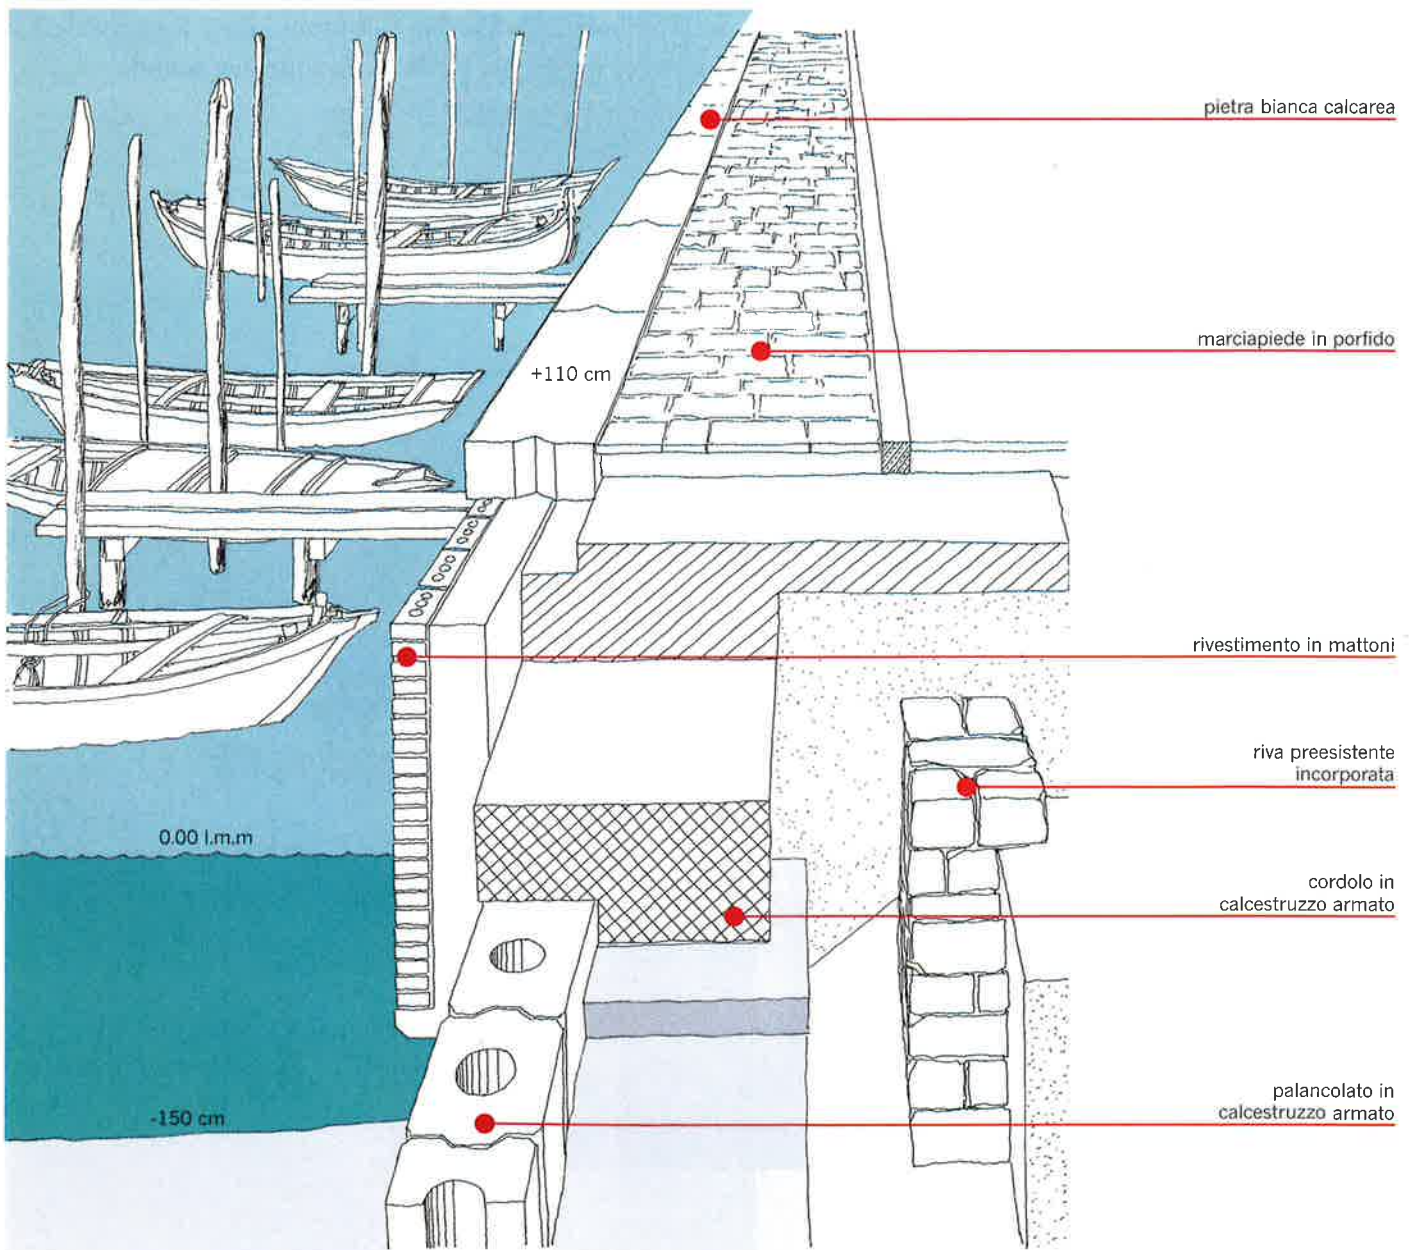 pietra bianca calcarea
marciapiede in porfido
+110 cm
rivestimento in mattoni
riva preesistente
incorporata
0.00 l.m.m
cordolo in
calcestruzzo armato
palancolato in
calcestruzzo armato
-150 cm